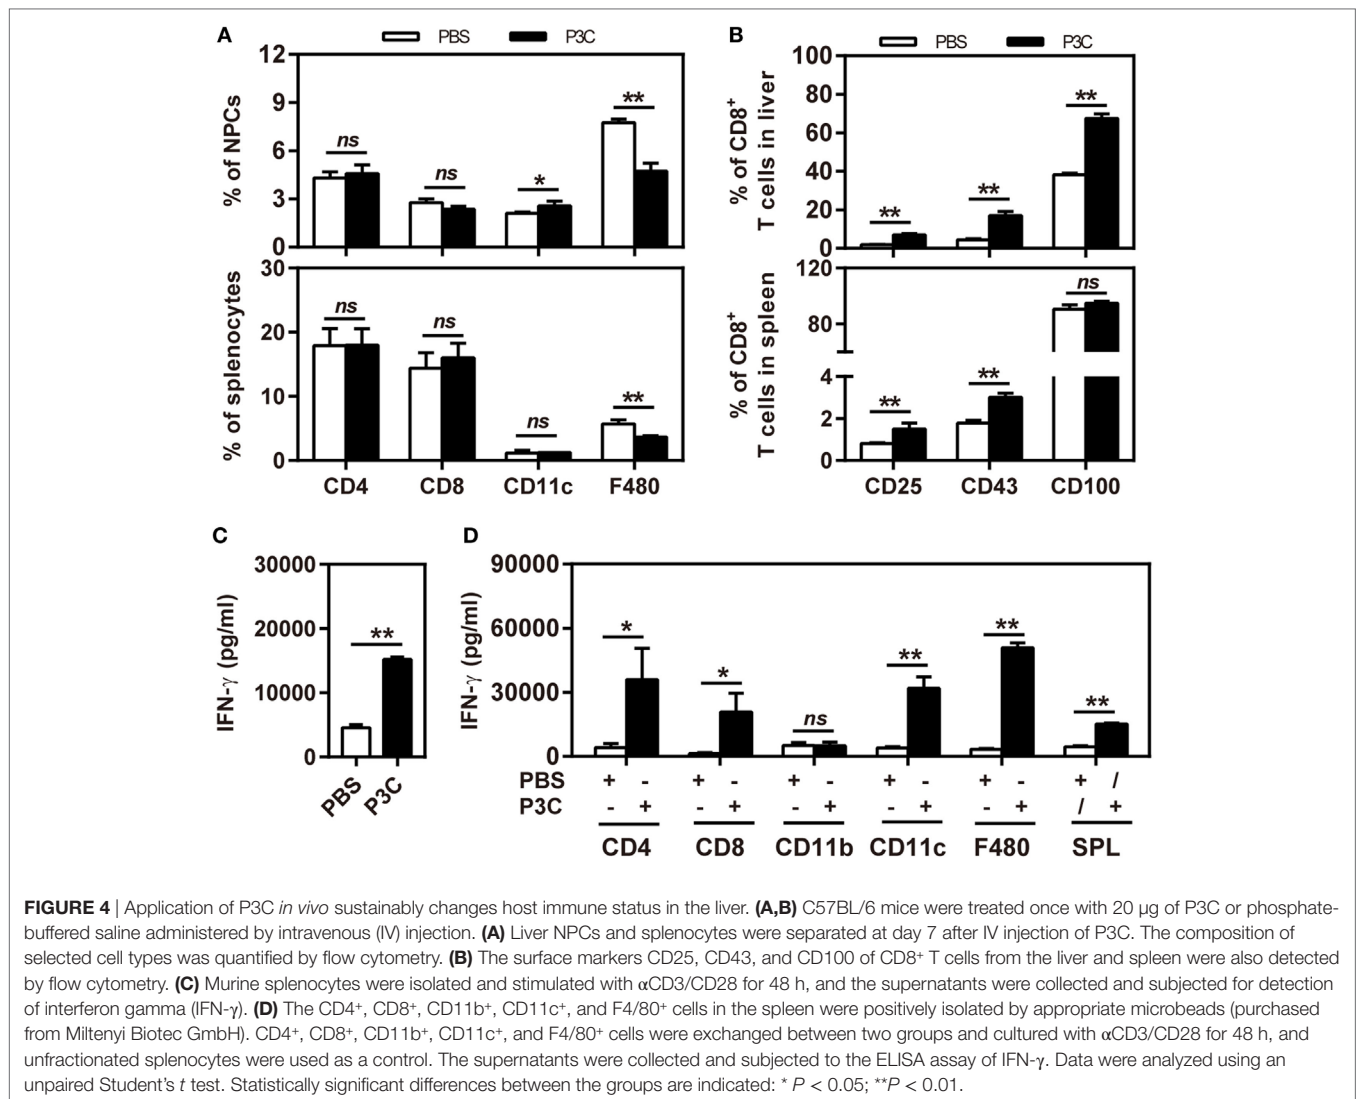 A
PBS P3C
% of NPCs
12
9
6
3
0
ns ns * **
% of splenocytes
30
20
10
0
ns ns ns **
CD4 CD8 CD11c F480
B
PBS P3C
% of CD8+
T cells in liver
100
80
60
40
20
0
** ** **
% of CD8+
T cells in spleen
120
80
4
2
0
** ** ns
CD25 CD43 CD100
C
IFN-γ (pg/ml)
30000
20000
10000
0
**
PBS P3C
D
IFN-γ (pg/ml)
90000
60000
30000
0
* * ns ** ** **
PBS + - + - + - + - + - + /
P3C - + - + - + - + - + / +
CD4 CD8 CD11b CD11c F480 SPL
FIGURE 4 | Application of P3C in vivo sustainably changes host immune status in the liver. (A,B) C57BL/6 mice were treated once with 20 µg of P3C or phosphate-
buffered saline administered by intravenous (IV) injection. (A) Liver NPCs and splenocytes were separated at day 7 after IV injection of P3C. The composition of
selected cell types was quantified by flow cytometry. (B) The surface markers CD25, CD43, and CD100 of CD8+ T cells from the liver and spleen were also detected
by flow cytometry. (C) Murine splenocytes were isolated and stimulated with αCD3/CD28 for 48 h, and the supernatants were collected and subjected for detection
of interferon gamma (IFN-γ). (D) The CD4+, CD8+, CD11b+, CD11c+, and F4/80+ cells in the spleen were positively isolated by appropriate microbeads (purchased
from Miltenyi Biotec GmbH). CD4+, CD8+, CD11b+, CD11c+, and F4/80+ cells were exchanged between two groups and cultured with αCD3/CD28 for 48 h, and
unfractionated splenocytes were used as a control. The supernatants were collected and subjected to the ELISA assay of IFN-γ. Data were analyzed using an
unpaired Student's t test. Statistically significant differences between the groups are indicated: * P < 0.05; **P < 0.01.